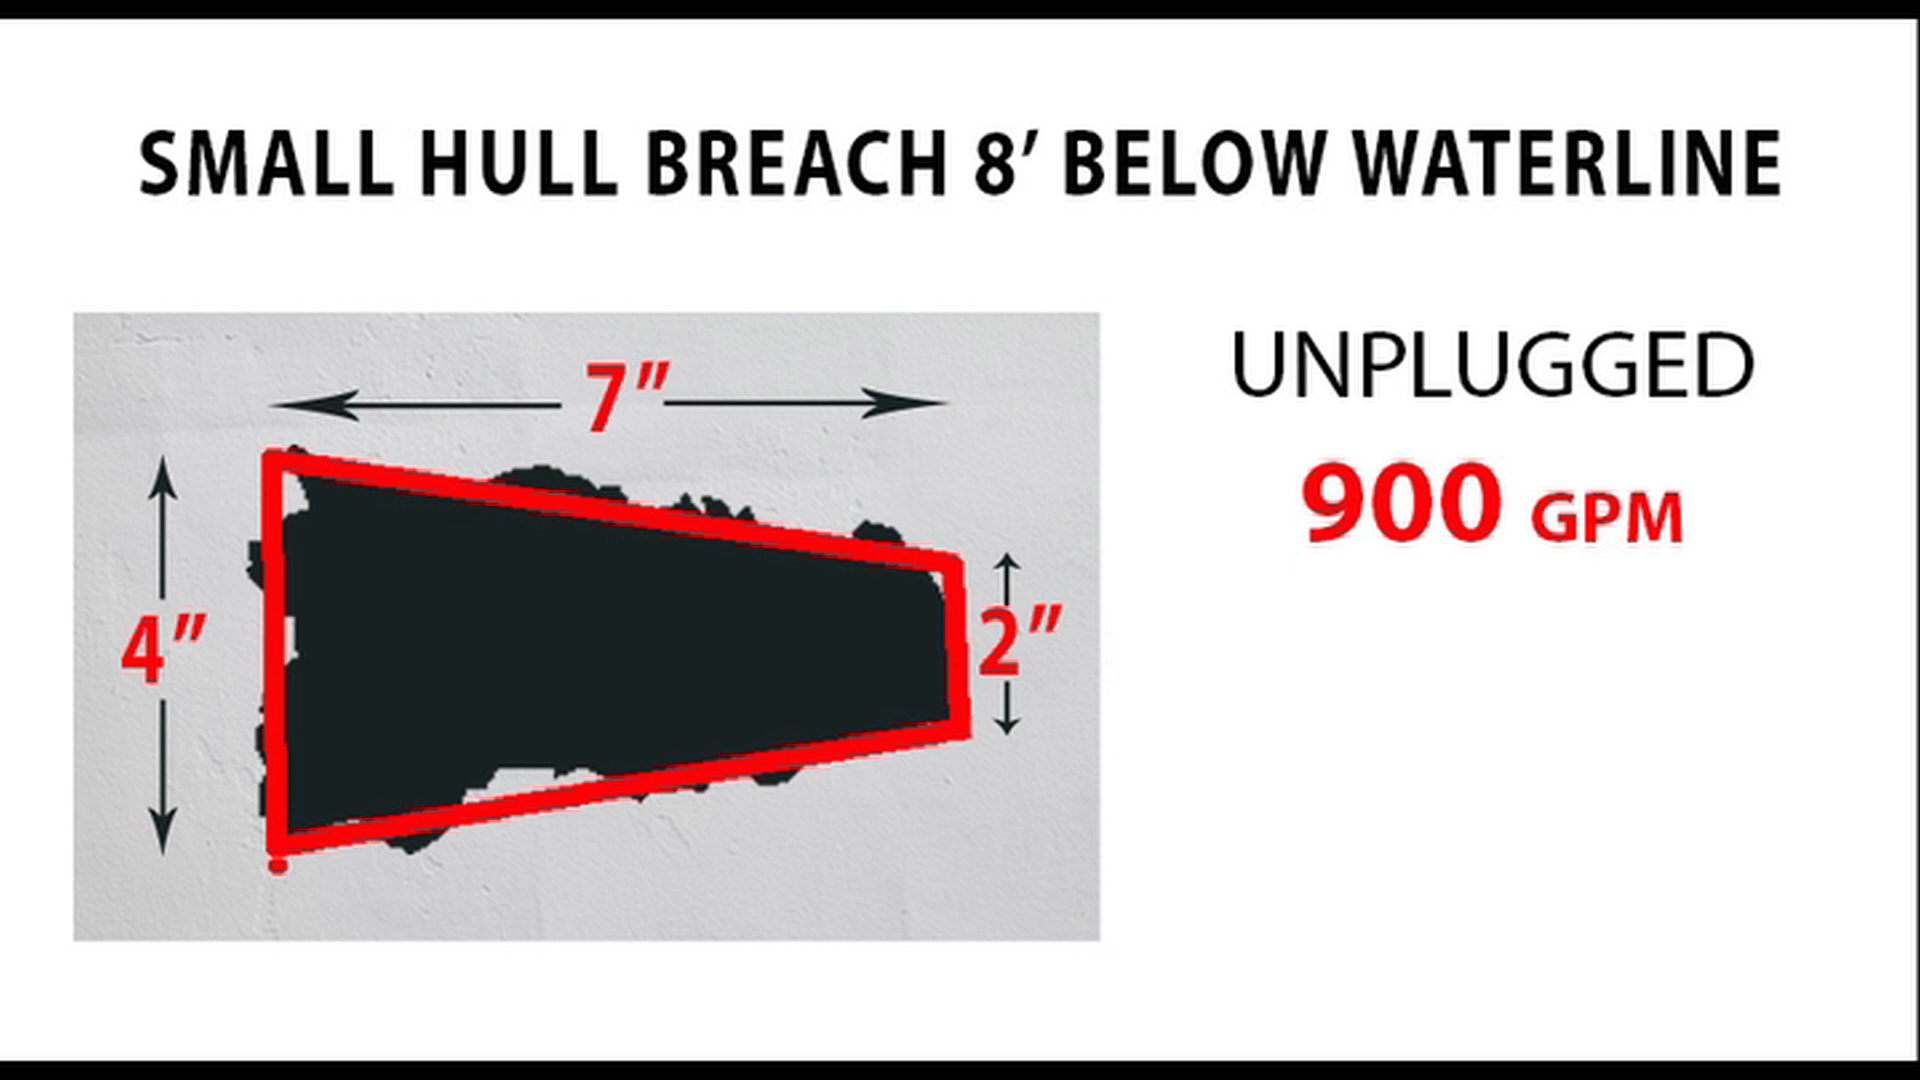 SMALL HULL BREACH 8’ BELOW WATERLINE
7”
4”
2”
UNPLUGGED
900 GPM